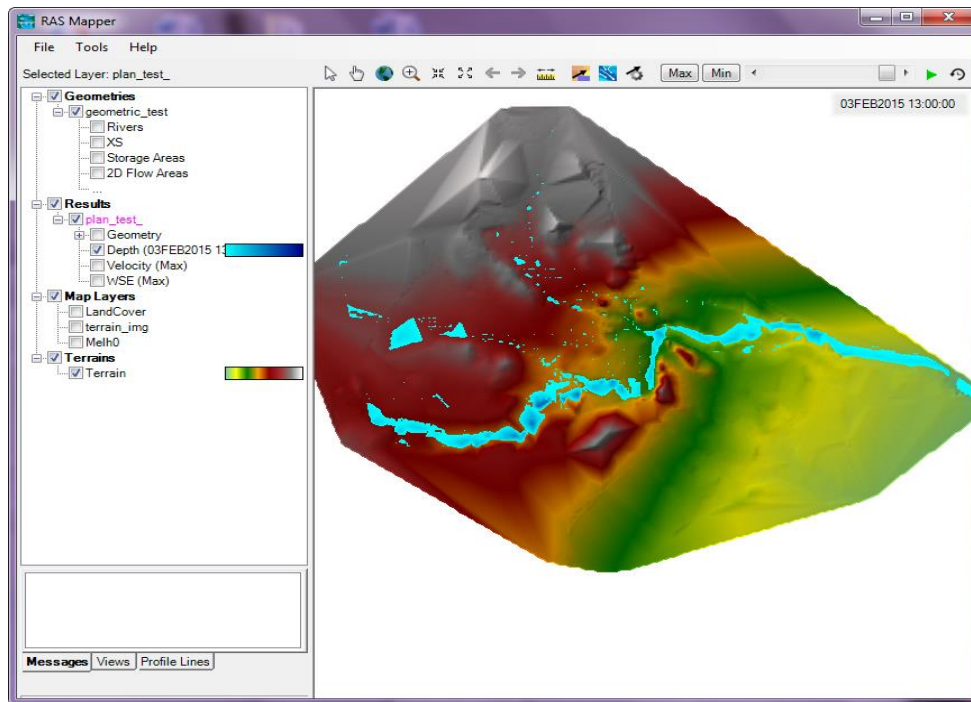 RAS Mapper
File Tools Help
Selected Layer: plan_test_
Max Min
Geometries
geometric_test
Rivers
XS
Storage Areas
2D Flow Areas
...
Results
plan_test_
Geometry
Depth (03FEB2015 13
Velocity (Max)
WSE (Max)
Map Layers
LandCover
terrain_img
Melh0
Terrains
Terrain
03FEB2015 13:00:00
Messages Views Profile Lines